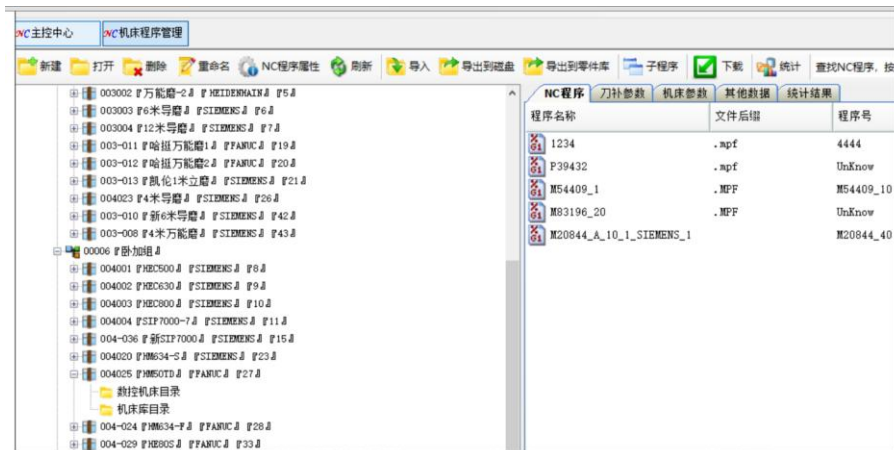 NC主控中心 NC机床程序管理
新建 打开 删除 重命名 NC程序属性 刷新 导入 导出到磁盘 导出到零件库 子程序 下载 统计 查找NC程序，按
003002『万能磨-2』『HEIDENHAIN』『5』
003003『6米导磨』『SIEMENS』『6』
003004『12米导磨』『SIEMENS』『7』
003-011『哈挺万能磨1』『FANUC』『19』
003-012『哈挺万能磨2』『FANUC』『20』
003-013『凯伦1米立磨』『SIEMENS』『21』
004023『4米导磨』『SIEMENS』『26』
003-010『新6米导磨』『SIEMENS』『42』
003-008『4米万能磨』『SIEMENS』『43』
00006『卧加组』
004001『HEC500』『SIEMENS』『8』
004002『HEC630』『SIEMENS』『9』
004003『HEC800』『SIEMENS』『10』
004004『SIP7000-7』『SIEMENS』『11』
004-036『新SIP7000』『SIEMENS』『15』
004020『HM634-S』『SIEMENS』『23』
004025『HM50TD』『FANUC』『27』
数控机床目录
机床库目录
004-024『HM634-F』『FANUC』『28』
004-029『HE80S』『FANUC』『33』
NC程序 刀补参数 机床参数 其他数据 统计结果
程序名称 文件后缀 程序号
1234 .mpf 4444
P39432 .mpf UnKnow
M54409_1 .MPF M54409_10
M83196_20 .MPF UnKnow
M20844_A_10_1_SIEMENS_1 M20844_40